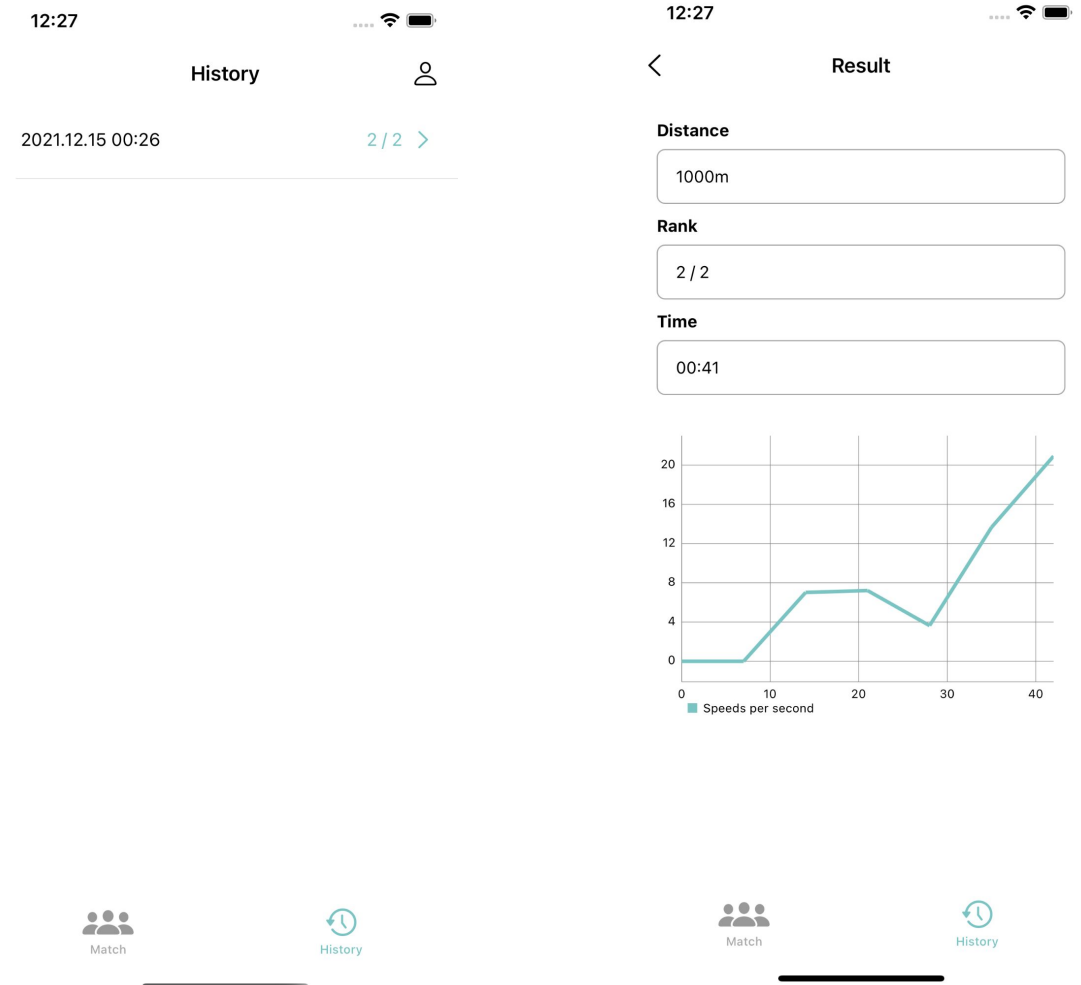 12:27
History
2021.12.15 00:26 2 / 2
Match History
12:27
Result
Distance
1000m
Rank
2 / 2
Time
00:41
20
16
12
8
4
0
0 10 20 30 40
Speeds per second
Match History